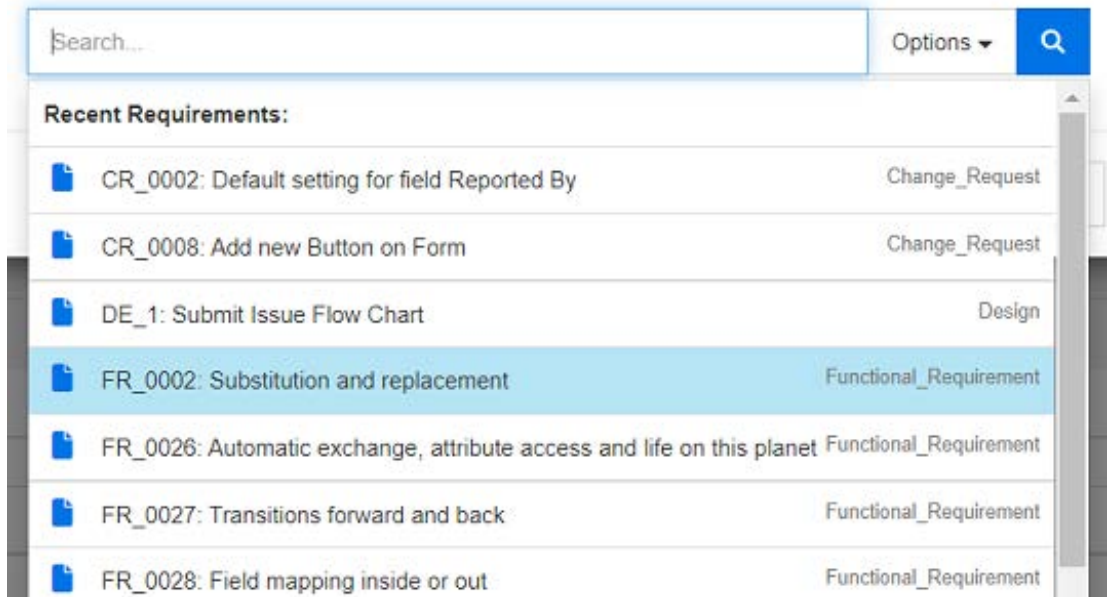 Search...
Options
Recent Requirements:
CR_0002: Default setting for field Reported By Change_Request
CR_0008: Add new Button on Form Change_Request
DE_1: Submit Issue Flow Chart Design
FR_0002: Substitution and replacement Functional_Requirement
FR_0026: Automatic exchange, attribute access and life on this planet Functional_Requirement
FR_0027: Transitions forward and back Functional_Requirement
FR_0028: Field mapping inside or out Functional_Requirement